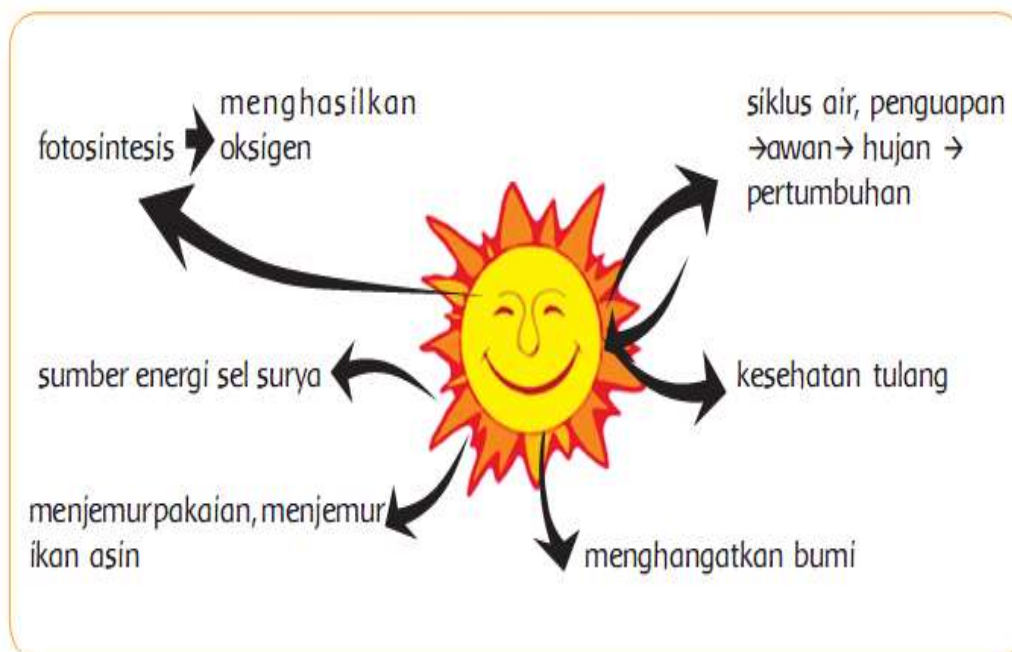 menghasilkan
fotosintesis oksigen
siklus air, penguapan
→awan→ hujan →
pertumbuhan
sumber energi sel surya
kesehatan tulang
menjemurpakaian, menjemur
ikan asin
menghangatkan bumi